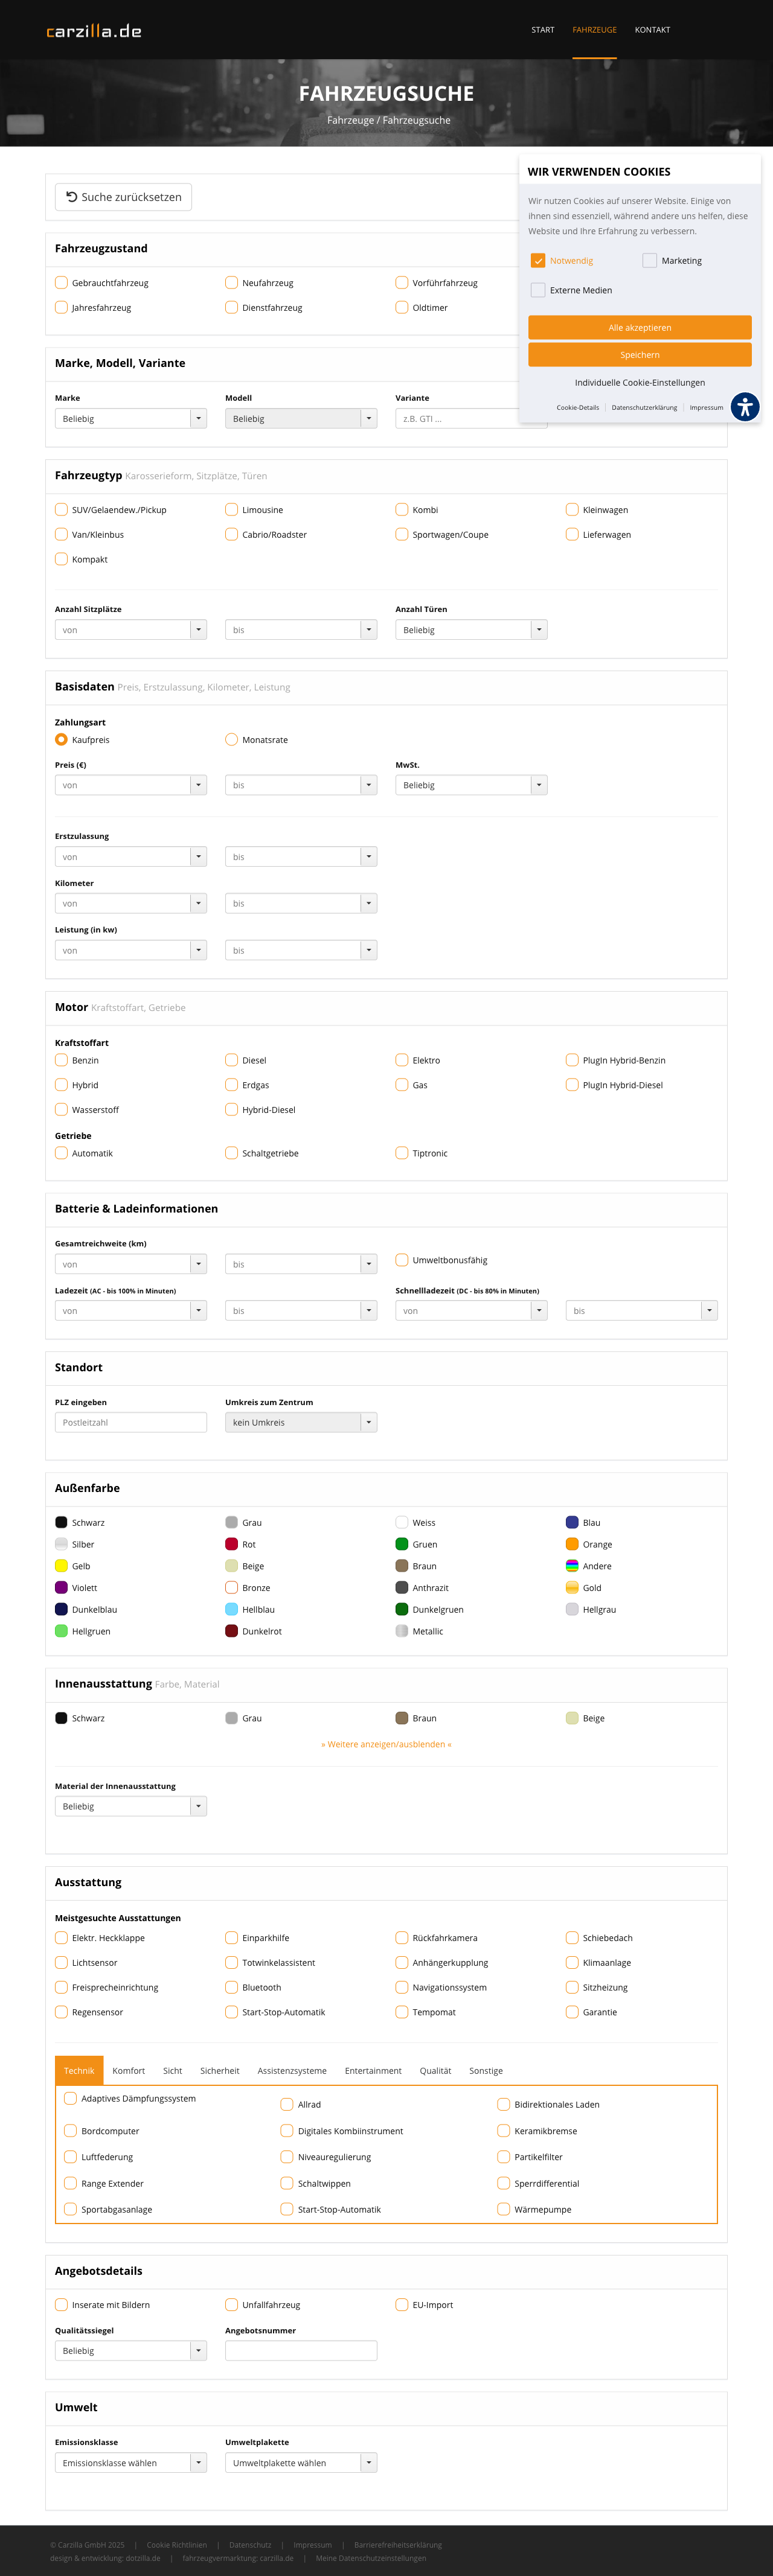 carzilla.de
START FAHRZEUGE KONTAKT
FAHRZEUGSUCHE
Fahrzeuge / Fahrzeugsuche
WIR VERWENDEN COOKIES
Wir nutzen Cookies auf unserer Website. Einige von
ihnen sind essenziell, während andere uns helfen, diese
Website und Ihre Erfahrung zu verbessern.
Notwendig Marketing
Externe Medien
Alle akzeptieren
Speichern
Individuelle Cookie-Einstellungen
Cookie-Details | Datenschutzerklärung | Impressum
Suche zurücksetzen
Fahrzeugzustand
Gebrauchtfahrzeug Neufahrzeug Vorführfahrzeug
Jahresfahrzeug Dienstfahrzeug Oldtimer
Marke, Modell, Variante
Marke Modell Variante
Beliebig Beliebig z.B. GTI ...
Fahrzeugtyp Karosserieform, Sitzplätze, Türen
SUV/Gelaendew./Pickup Limousine Kombi Kleinwagen
Van/Kleinbus Cabrio/Roadster Sportwagen/Coupe Lieferwagen
Kompakt
Anzahl Sitzplätze Anzahl Türen
von bis Beliebig
Basisdaten Preis, Erstzulassung, Kilometer, Leistung
Zahlungsart
Kaufpreis Monatsrate
Preis (€) MwSt.
von bis Beliebig
Erstzulassung
von bis
Kilometer
von bis
Leistung (in kw)
von bis
Motor Kraftstoffart, Getriebe
Kraftstoffart
Benzin Diesel Elektro PlugIn Hybrid-Benzin
Hybrid Erdgas Gas PlugIn Hybrid-Diesel
Wasserstoff Hybrid-Diesel
Getriebe
Automatik Schaltgetriebe Tiptronic
Batterie & Ladeinformationen
Gesamtreichweite (km)
von bis Umweltbonusfähig
Ladezeit (AC - bis 100% in Minuten) Schnellladezeit (DC - bis 80% in Minuten)
von bis von bis
Standort
PLZ eingeben Umkreis zum Zentrum
Postleitzahl kein Umkreis
Außenfarbe
Schwarz Grau Weiss Blau
Silber Rot Gruen Orange
Gelb Beige Braun Andere
Violett Bronze Anthrazit Gold
Dunkelblau Hellblau Dunkelgruen Hellgrau
Hellgruen Dunkelrot Metallic
Innenausstattung Farbe, Material
Schwarz Grau Braun Beige
» Weitere anzeigen/ausblenden «
Material der Innenausstattung
Beliebig
Ausstattung
Meistgesuchte Ausstattungen
Elektr. Heckklappe Einparkhilfe Rückfahrkamera Schiebedach
Lichtsensor Totwinkelassistent Anhängerkupplung Klimaanlage
Freisprecheinrichtung Bluetooth Navigationssystem Sitzheizung
Regensensor Start-Stop-Automatik Tempomat Garantie
Technik Komfort Sicht Sicherheit Assistenzsysteme Entertainment Qualität Sonstige
Adaptives Dämpfungssystem Allrad Bidirektionales Laden
Bordcomputer Digitales Kombiinstrument Keramikbremse
Luftfederung Niveauregulierung Partikelfilter
Range Extender Schaltwippen Sperrdifferential
Sportabgasanlage Start-Stop-Automatik Wärmepumpe
Angebotsdetails
Inserate mit Bildern Unfallfahrzeug EU-Import
Qualitätssiegel Angebotsnummer
Beliebig
Umwelt
Emissionsklasse Umweltplakette
Emissionsklasse wählen Umweltplakette wählen
© Carzilla GmbH 2025 | Cookie Richtlinien | Datenschutz | Impressum | Barrierefreiheitserklärung
design & entwicklung: dotzilla.de | fahrzeugvermarktung: carzilla.de | Meine Datenschutzeinstellungen